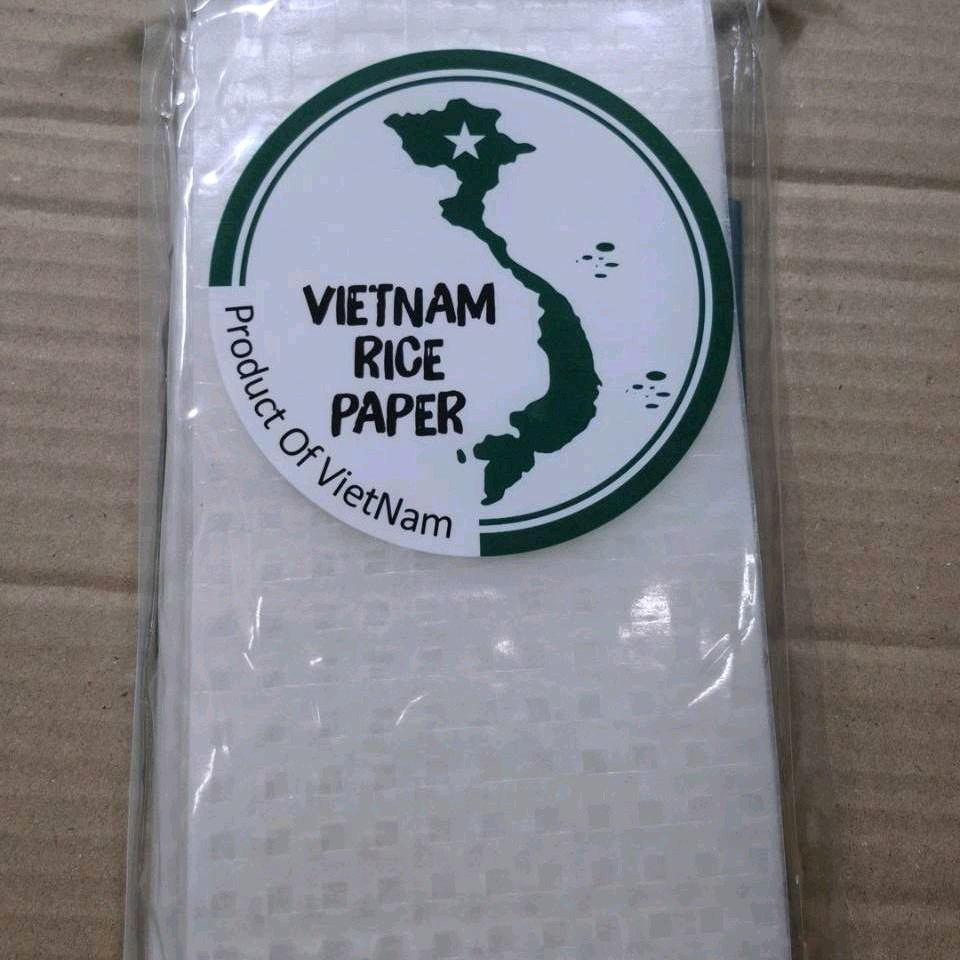 VIETNAM
RICE
PAPER
Product Of VietNam